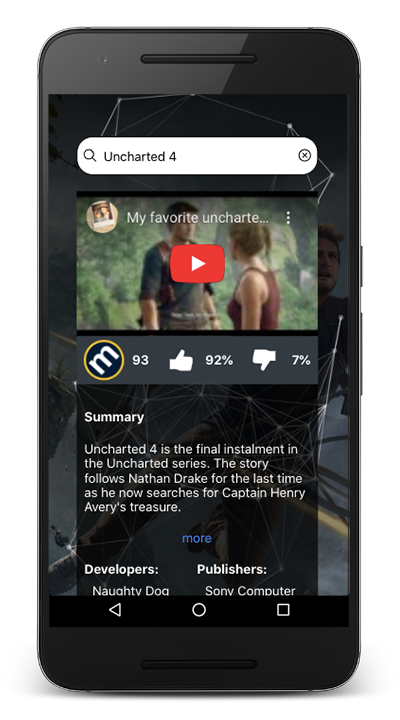 Uncharted 4
My favorite uncharte...
m 93 92% 7%
Summary
Uncharted 4 is the final instalment in
the Uncharted series. The story
follows Nathan Drake for the last time
as he now searches for Captain Henry
Avery's treasure.
more
Developers: Publishers:
Naughty Dog Sony Computer